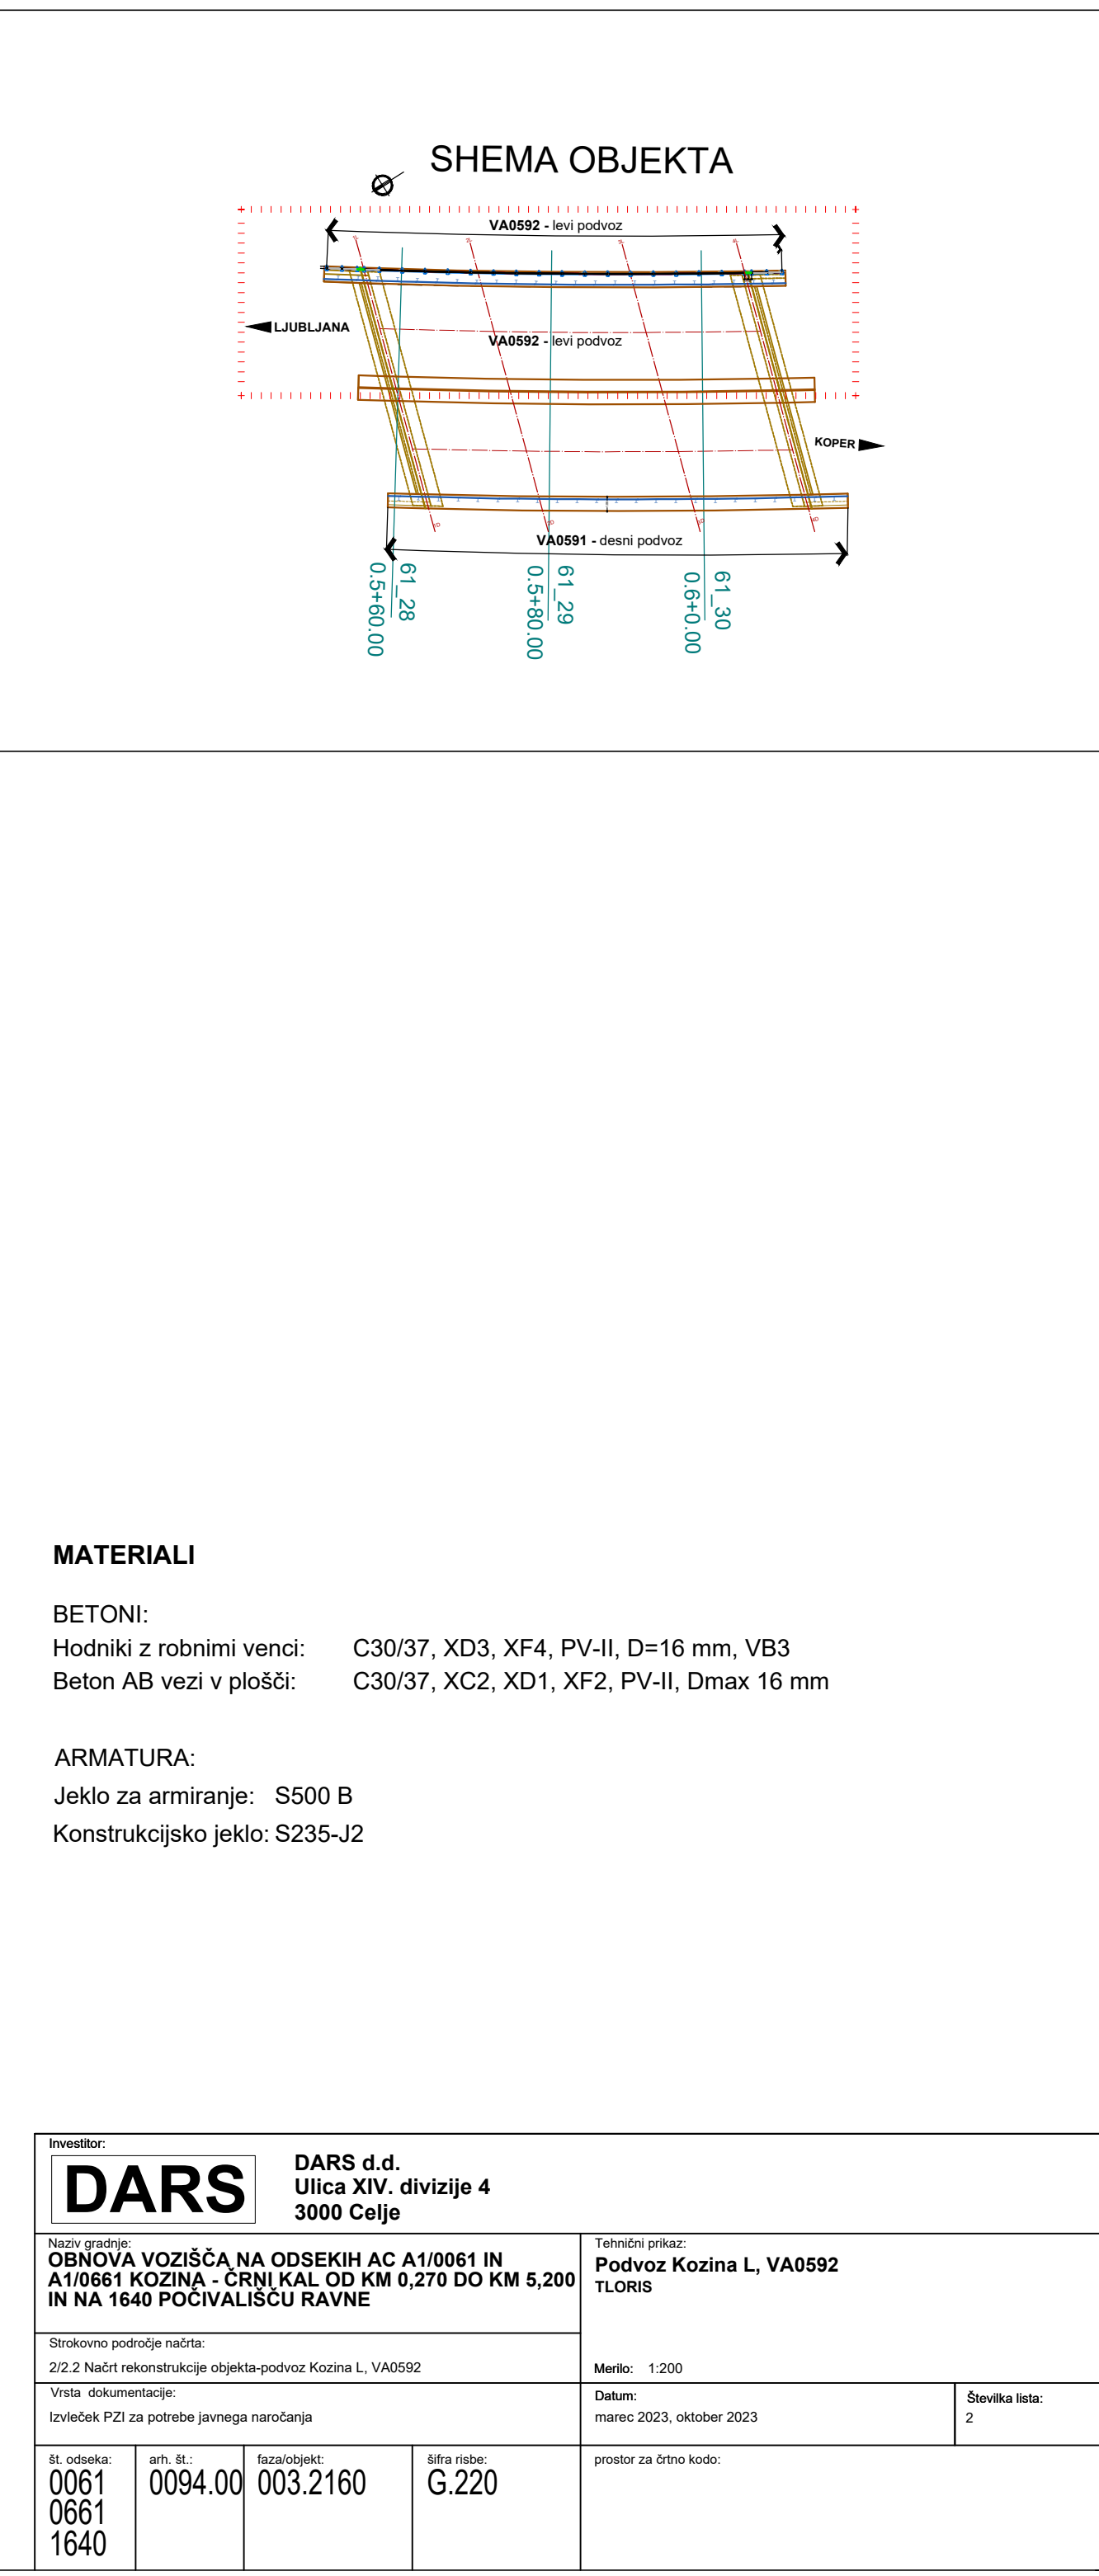 SHEMA OBJEKTA
VA0592 - levi podvoz
LJUBLJANA
VA0592 - levi podvoz
KOPER
VA0591 - desni podvoz
61_28
0.5+60.00
61_29
0.5+80.00
61_30
0.6+0.00
MATERIALI
BETONI:
Hodniki z robnimi venci: C30/37, XD3, XF4, PV-II, D=16 mm, VB3
Beton AB vezi v plošči: C30/37, XC2, XD1, XF2, PV-II, Dmax 16 mm
ARMATURA:
Jeklo za armiranje: S500 B
Konstrukcijsko jeklo: S235-J2
Investitor:
DARS
DARS d.d.
Ulica XIV. divizije 4
3000 Celje
Naziv gradnje:
OBNOVA VOZIŠČA NA ODSEKIH AC A1/0061 IN
A1/0661 KOZINA - ČRNI KAL OD KM 0,270 DO KM 5,200
IN NA 1640 POČIVALIŠČU RAVNE
Tehnični prikaz:
Podvoz Kozina L, VA0592
TLORIS
Strokovno področje načrta:
2/2.2 Načrt rekonstrukcije objekta-podvoz Kozina L, VA0592
Merilo: 1:200
Vrsta dokumentacije:
Izvleček PZI za potrebe javnega naročanja
Datum:
marec 2023, oktober 2023
Številka lista:
2
št. odseka:
0061
0661
1640
arh. št.:
0094.00
faza/objekt:
003.2160
šifra risbe:
G.220
prostor za črtno kodo: